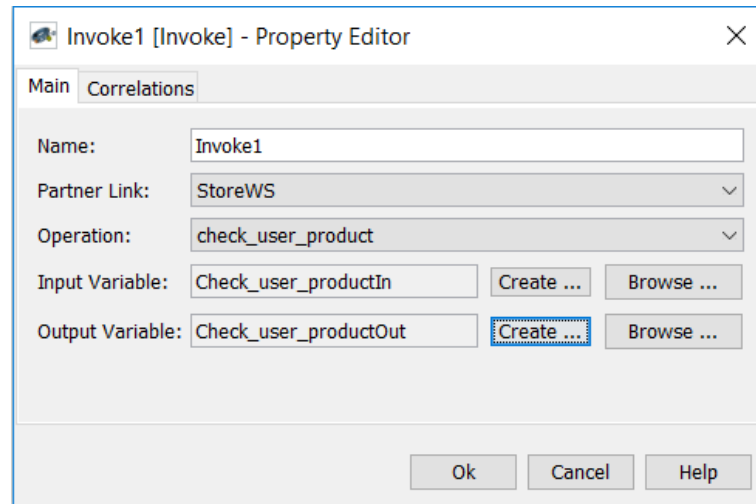 Invoke1 [Invoke] - Property Editor
Main Correlations
Name: Invoke1
Partner Link: StoreWS
Operation: check_user_product
Input Variable: Check_user_productIn Create ... Browse ...
Output Variable: Check_user_productOut Create ... Browse ...
Ok Cancel Help